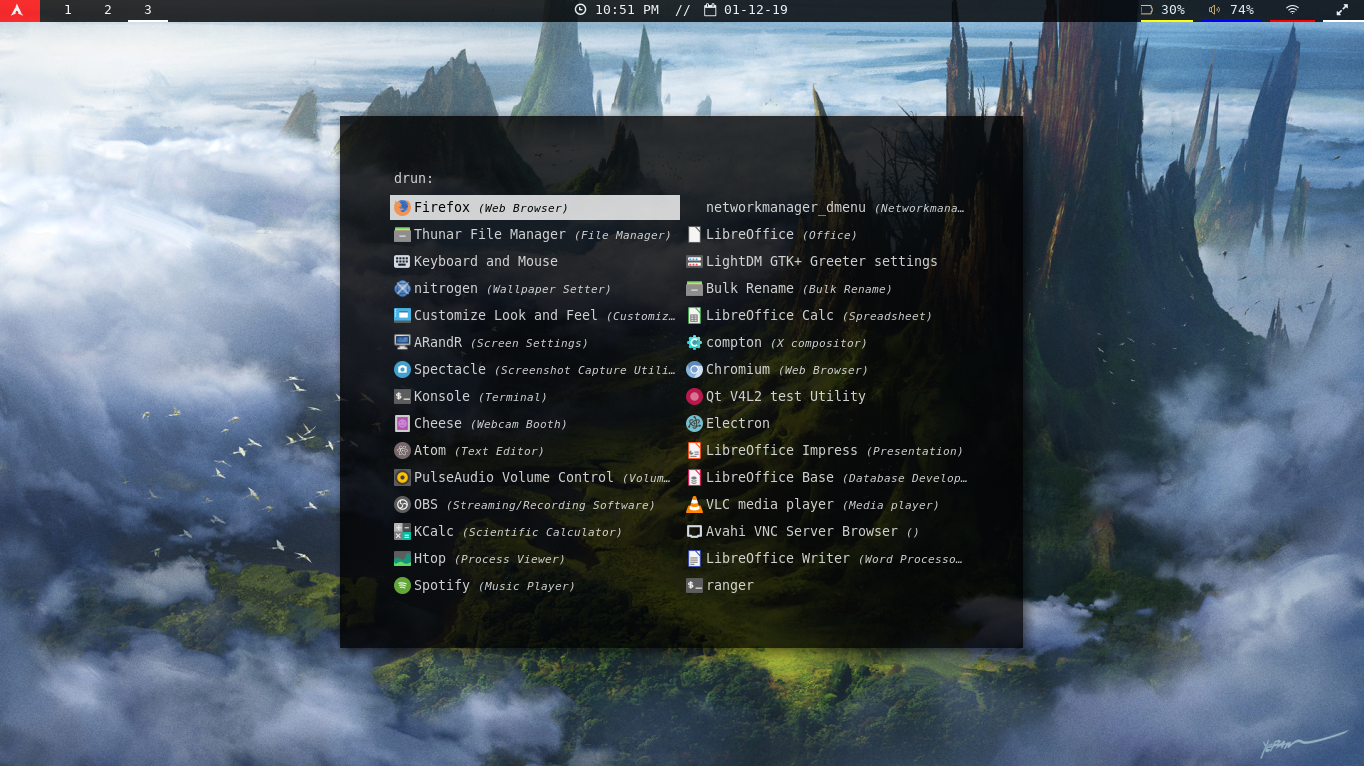 1 2 3 10:51 PM // 01-12-19 30% 74%
drun:
Firefox (Web Browser)
Thunar File Manager (File Manager)
Keyboard and Mouse
nitrogen (Wallpaper Setter)
Customize Look and Feel (Customiz…
ARandR (Screen Settings)
Spectacle (Screenshot Capture Utili…
Konsole (Terminal)
Cheese (Webcam Booth)
Atom (Text Editor)
PulseAudio Volume Control (Volum…
OBS (Streaming/Recording Software)
KCalc (Scientific Calculator)
Htop (Process Viewer)
Spotify (Music Player)
networkmanager_dmenu (Networkmana…
LibreOffice (Office)
LightDM GTK+ Greeter settings
Bulk Rename (Bulk Rename)
LibreOffice Calc (Spreadsheet)
compton (X compositor)
Chromium (Web Browser)
Qt V4L2 test Utility
Electron
LibreOffice Impress (Presentation)
LibreOffice Base (Database Develop…
VLC media player (Media player)
Avahi VNC Server Browser ()
LibreOffice Writer (Word Processo…
ranger